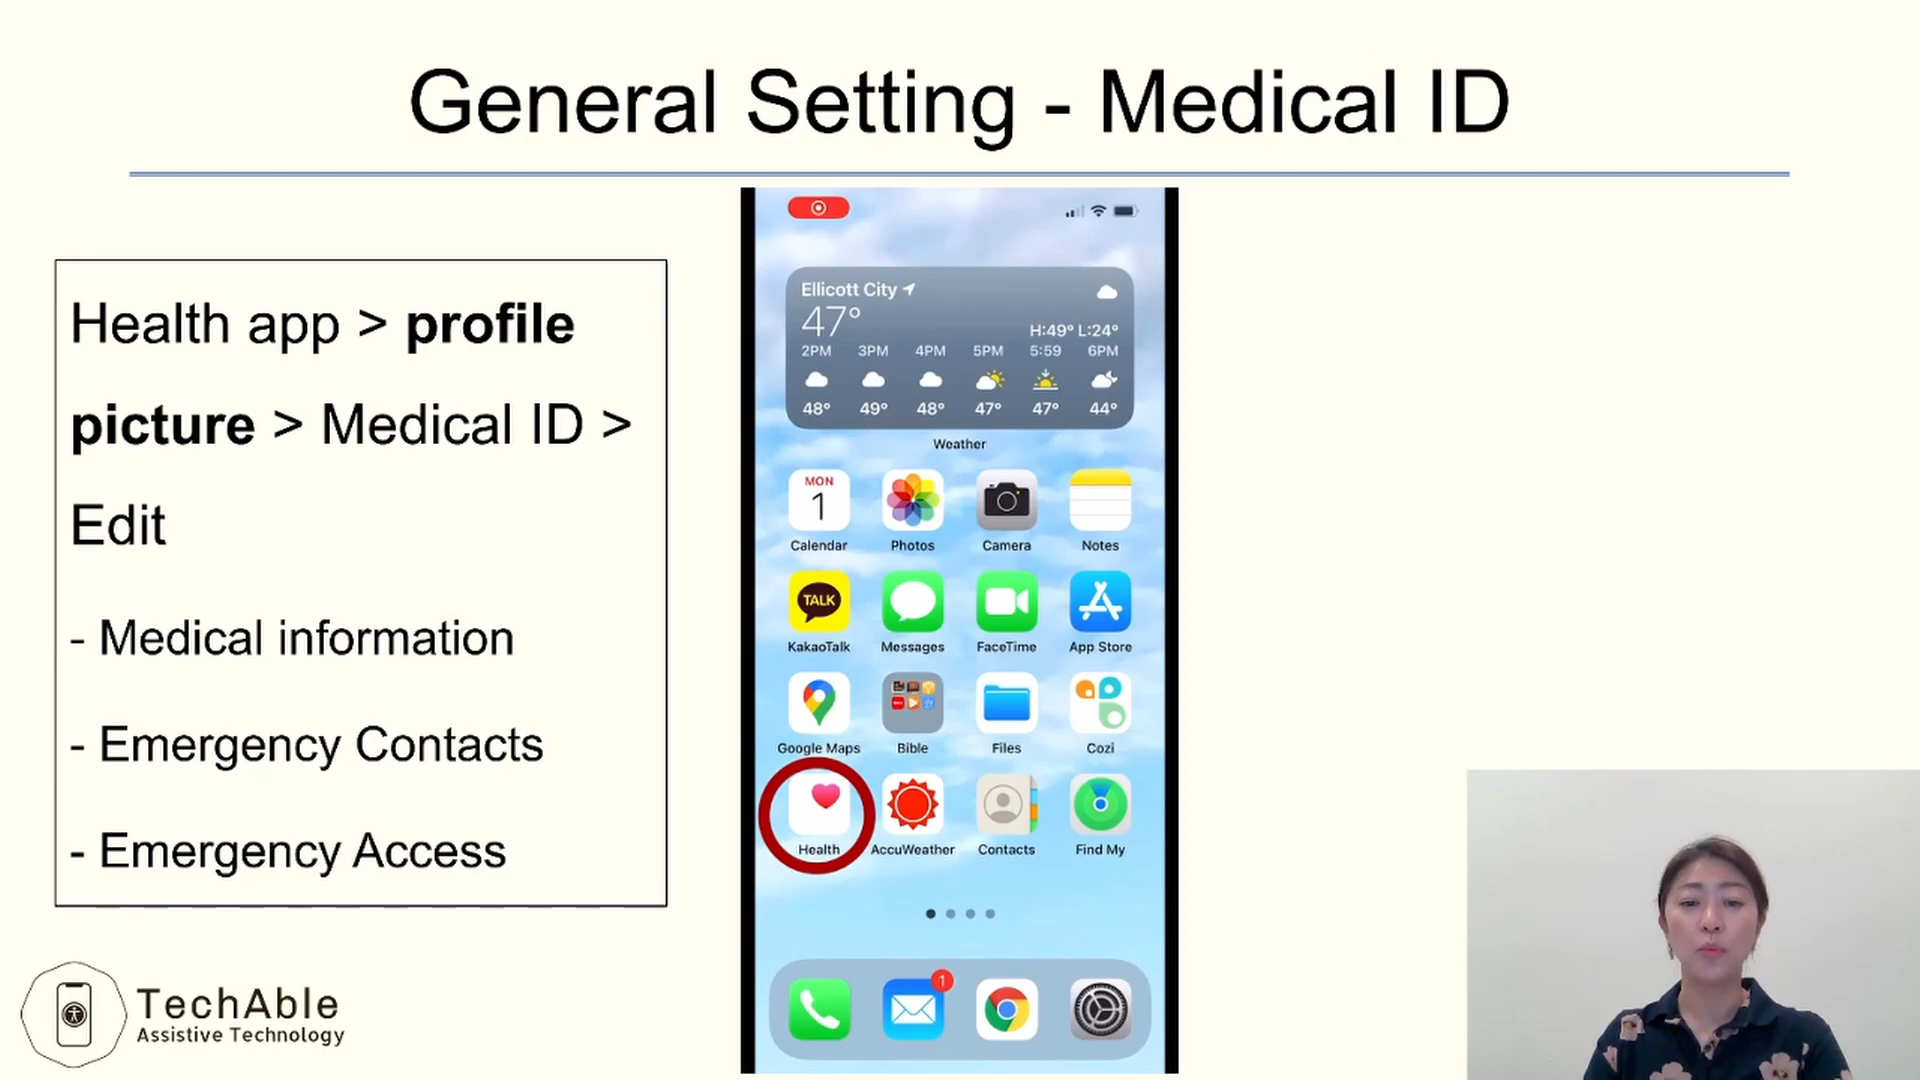 General Setting - Medical ID
Health app > profile
picture > Medical ID >
Edit
- Medical information
- Emergency Contacts
- Emergency Access
TechAble
Assistive Technology
Ellicott City
47°
H:49° L:24°
2PM 3PM 4PM 5PM 5:59 6PM
48° 49° 48° 47° 47° 44°
Weather
MON
1
Calendar Photos Camera Notes
TALK
KakaoTalk Messages FaceTime App Store
Google Maps Bible Files Cozi
Health AccuWeather Contacts Find My
1